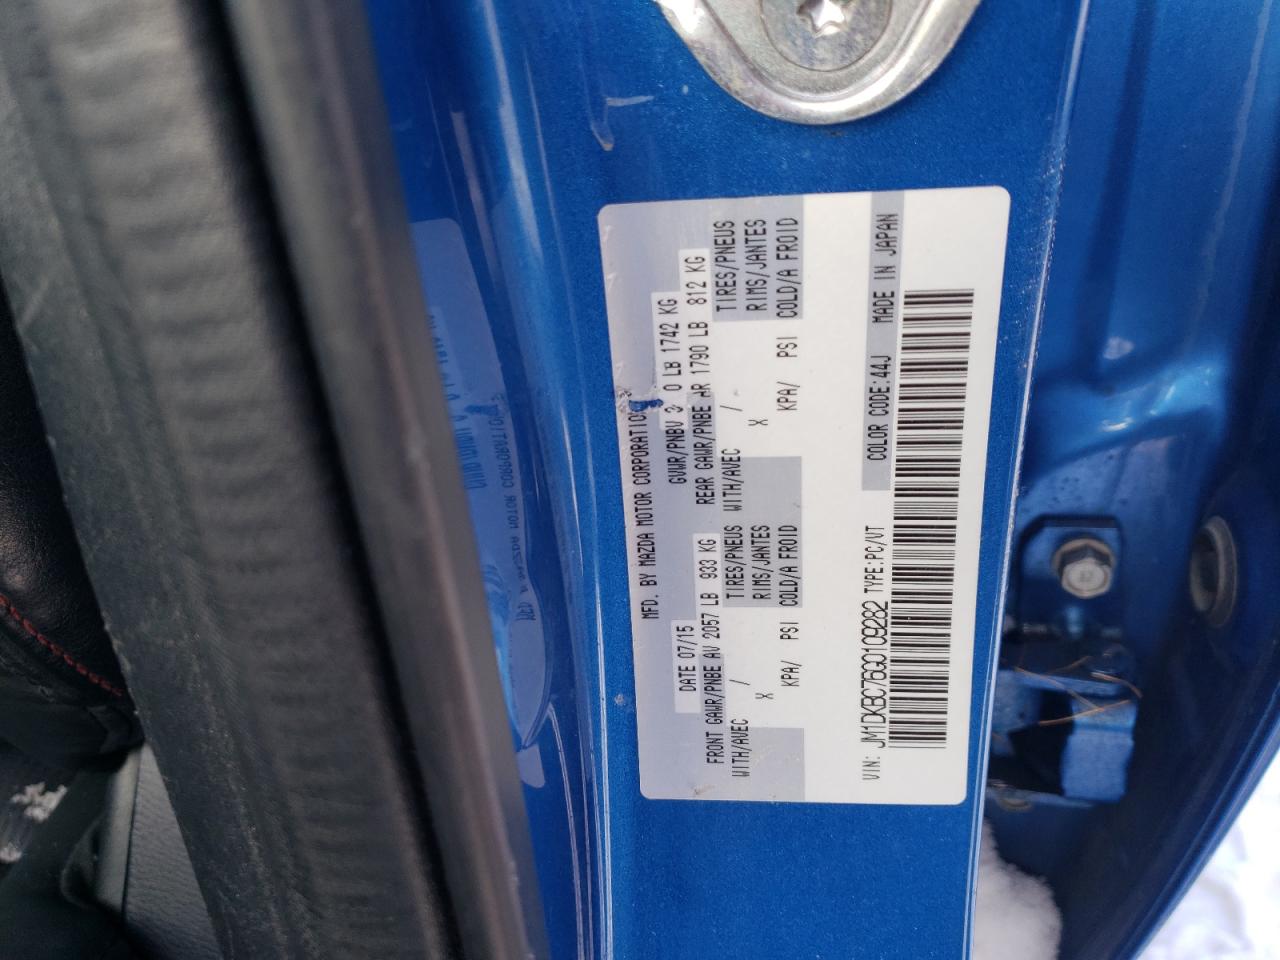 MFD. BY MAZDA MOTOR CORPORATION
DATE 07/15 GVWR/PNBV LB 1742 KG
FRONT GAWR/PNBE AV 2057 LB 933 KG REAR GAWR/PNBE AR 1790 LB 812 KG
WITH/AVEC / TIRES/PNEUS WITH/AVEC / TIRES/PNEUS
X RIMS/JANTES X RIMS/JANTES
KPA/ PSI COLD/A FROID KPA/ PSI COLD/A FROID
COLOR CODE:44J MADE IN JAPAN
VIN: JM1DKBC76G0109282 TYPE:PC/VT